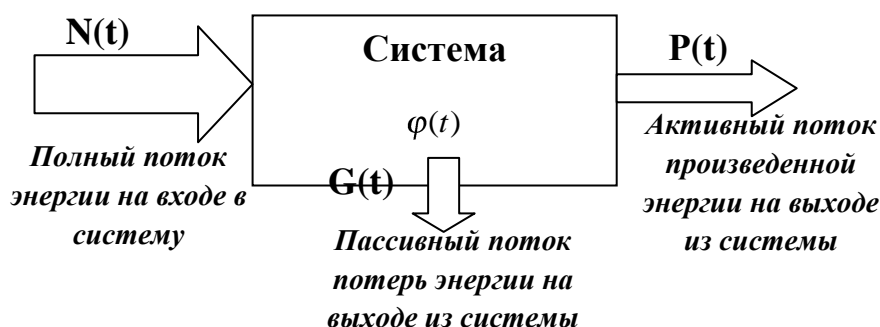 N(t)
Система
P(t)
φ(t)
G(t)
Полный поток
энергии на входе в
систему
Пассивный поток
потерь энергии на
выходе из системы
Активный поток
произведенной
энергии на выходе
из системы